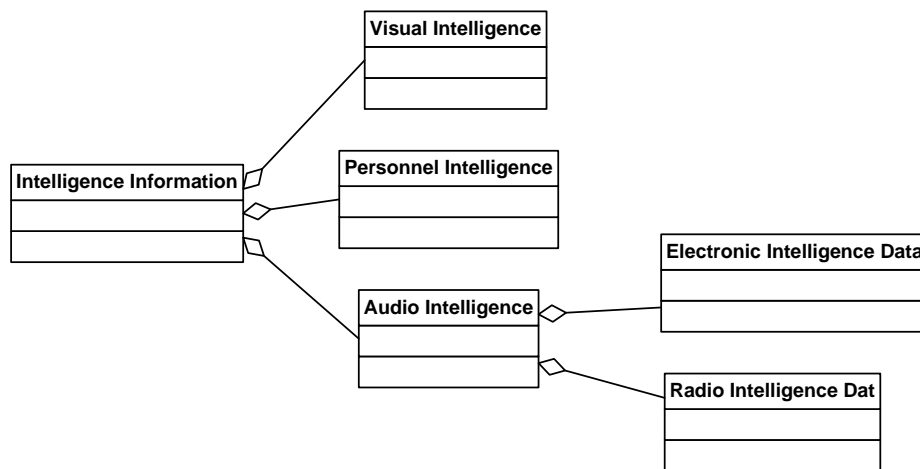 Visual Intelligence
Personnel Intelligence
Intelligence Information
Electronic Intelligence Data
Audio Intelligence
Radio Intelligence Dat